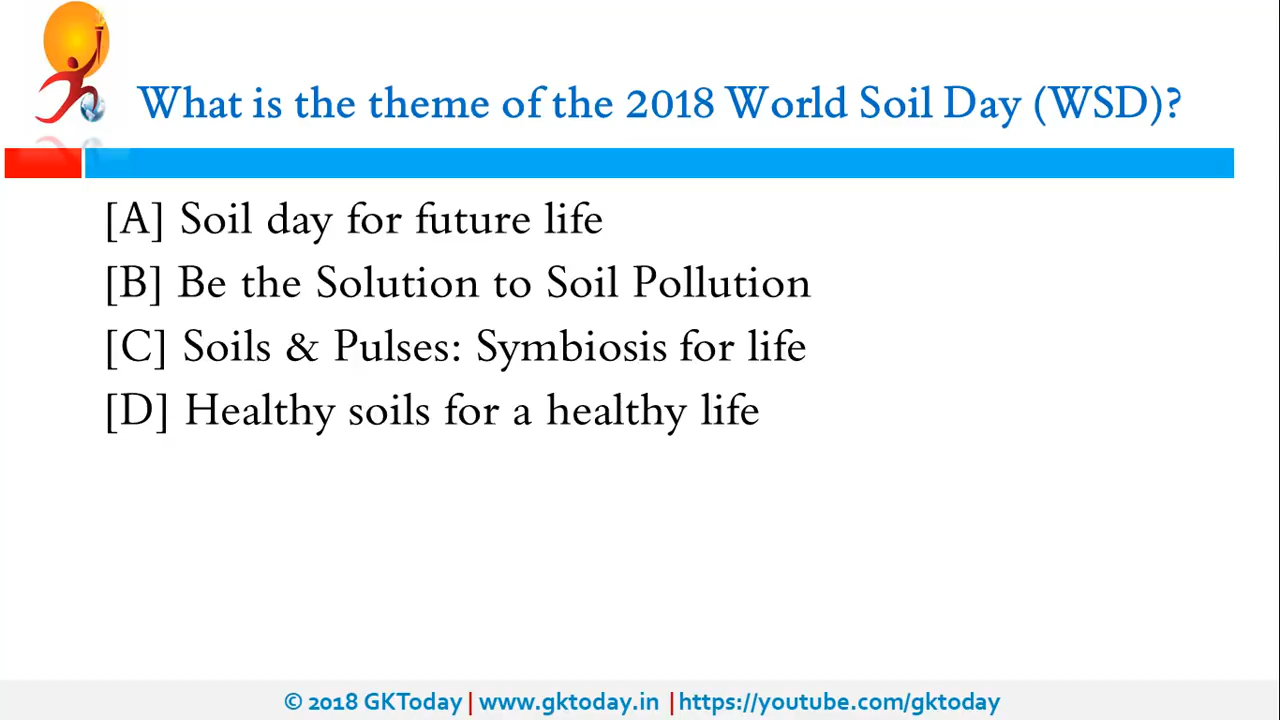 What is the theme of the 2018 World Soil Day (WSD)?
[A] Soil day for future life
[B] Be the Solution to Soil Pollution
[C] Soils & Pulses: Symbiosis for life
[D] Healthy soils for a healthy life
© 2018 GKToday | www.gktoday.in | https://youtube.com/gktoday